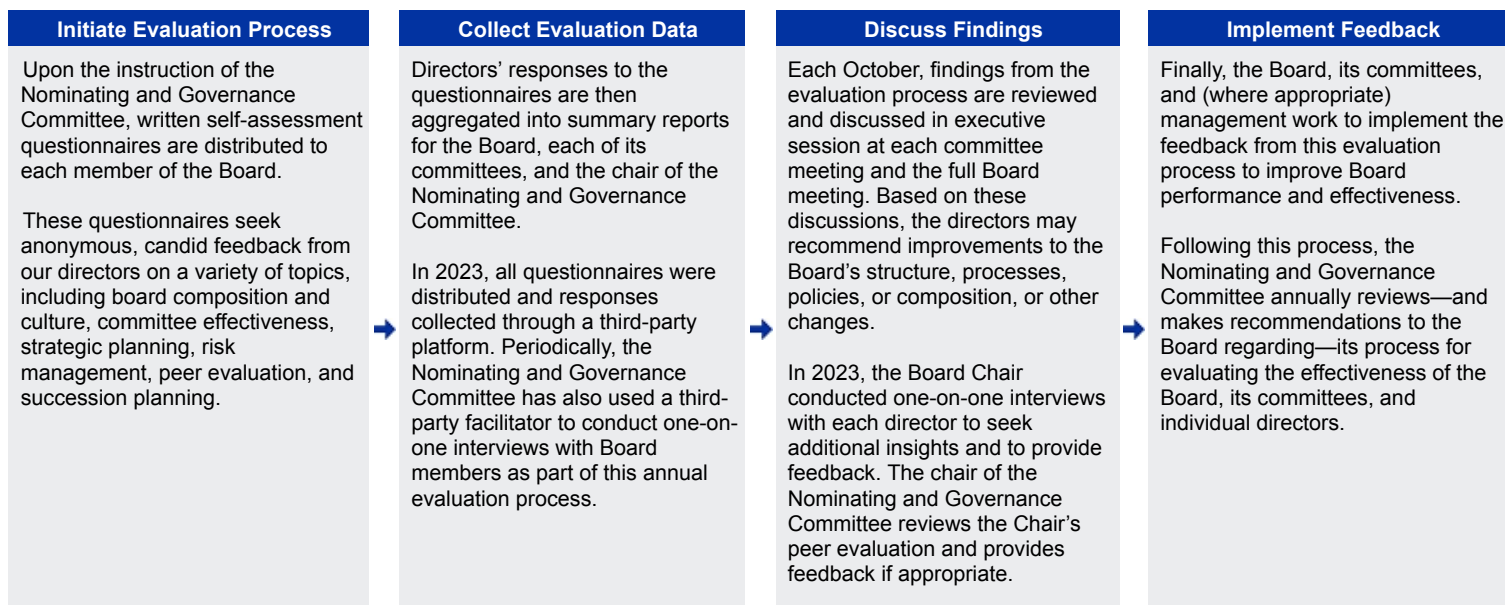 Initiate Evaluation Process
Upon the instruction of the
Nominating and Governance
Committee, written self-assessment
questionnaires are distributed to
each member of the Board.
These questionnaires seek
anonymous, candid feedback from
our directors on a variety of topics,
including board composition and
culture, committee effectiveness,
strategic planning, risk
management, peer evaluation, and
succession planning.
Collect Evaluation Data
Directors’ responses to the
questionnaires are then
aggregated into summary reports
for the Board, each of its
committees, and the chair of the
Nominating and Governance
Committee.
In 2023, all questionnaires were
distributed and responses
collected through a third-party
platform. Periodically, the
Nominating and Governance
Committee has also used a third-
party facilitator to conduct one-on-
one interviews with Board
members as part of this annual
evaluation process.
Discuss Findings
Each October, findings from the
evaluation process are reviewed
and discussed in executive
session at each committee
meeting and the full Board
meeting. Based on these
discussions, the directors may
recommend improvements to the
Board’s structure, processes,
policies, or composition, or other
changes.
In 2023, the Board Chair
conducted one-on-one interviews
with each director to seek
additional insights and to provide
feedback. The chair of the
Nominating and Governance
Committee reviews the Chair’s
peer evaluation and provides
feedback if appropriate.
Implement Feedback
Finally, the Board, its committees,
and (where appropriate)
management work to implement the
feedback from this evaluation
process to improve Board
performance and effectiveness.
Following this process, the
Nominating and Governance
Committee annually reviews—and
makes recommendations to the
Board regarding—its process for
evaluating the effectiveness of the
Board, its committees, and
individual directors.